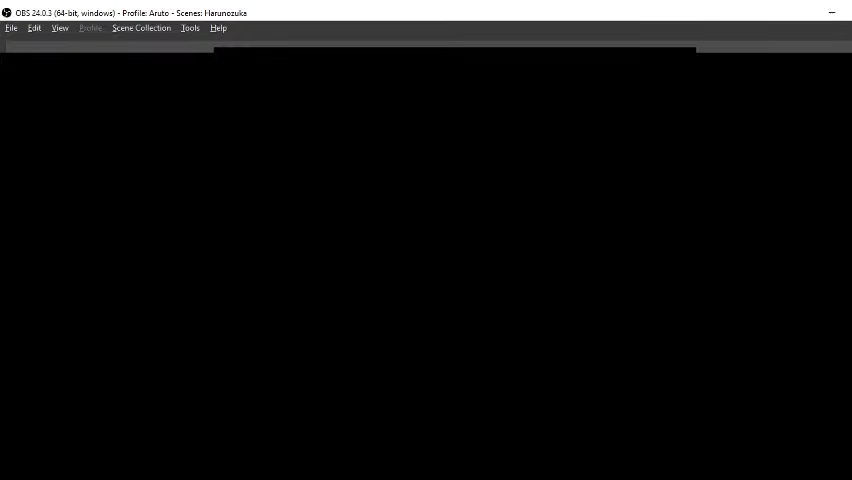 OBS 24.0.3 (64-bit, windows) - Profile: Aruto - Scenes: Harunozuka
File Edit View Profile Scene Collection Tools Help